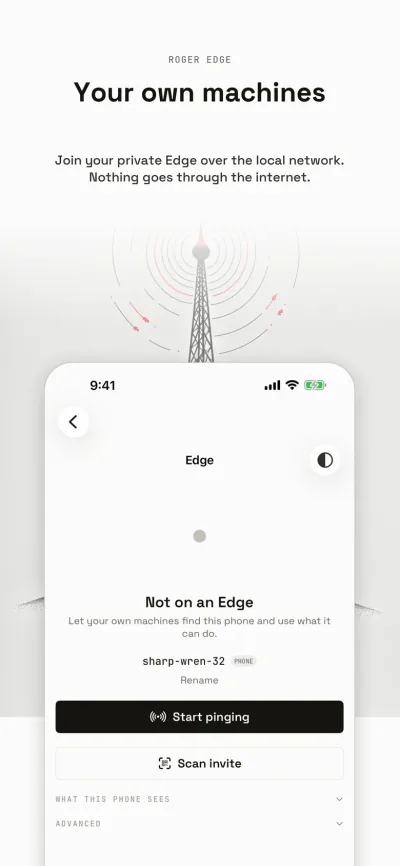 ROGER EDGE
Your own machines
Join your private Edge over the local network.
Nothing goes through the internet.
9:41
Edge
Not on an Edge
Let your own machines find this phone and use what it
can do.
sharp-wren-32 PHONE
Rename
Start pinging
Scan invite
WHAT THIS PHONE SEES
ADVANCED